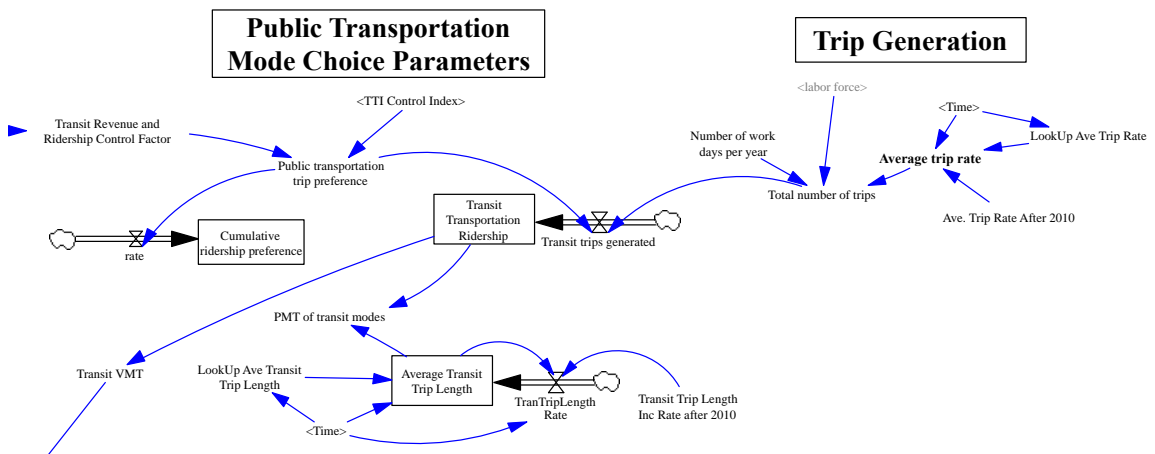 Public Transportation
Mode Choice Parameters
Trip Generation
<TTI Control Index>
<labor force>
<Time>
Transit Revenue and
Ridership Control Factor
Number of work
days per year
LookUp Ave Trip Rate
Public transportation
trip preference
Average trip rate
Total number of trips
Ave. Trip Rate After 2010
Transit
Transportation
Ridership
Transit trips generated
Cumulative
ridership preference
rate
PMT of transit modes
Transit VMT
LookUp Ave Transit
Trip Length
Average Transit
Trip Length
TranTripLength
Rate
Transit Trip Length
Inc Rate after 2010
<Time>